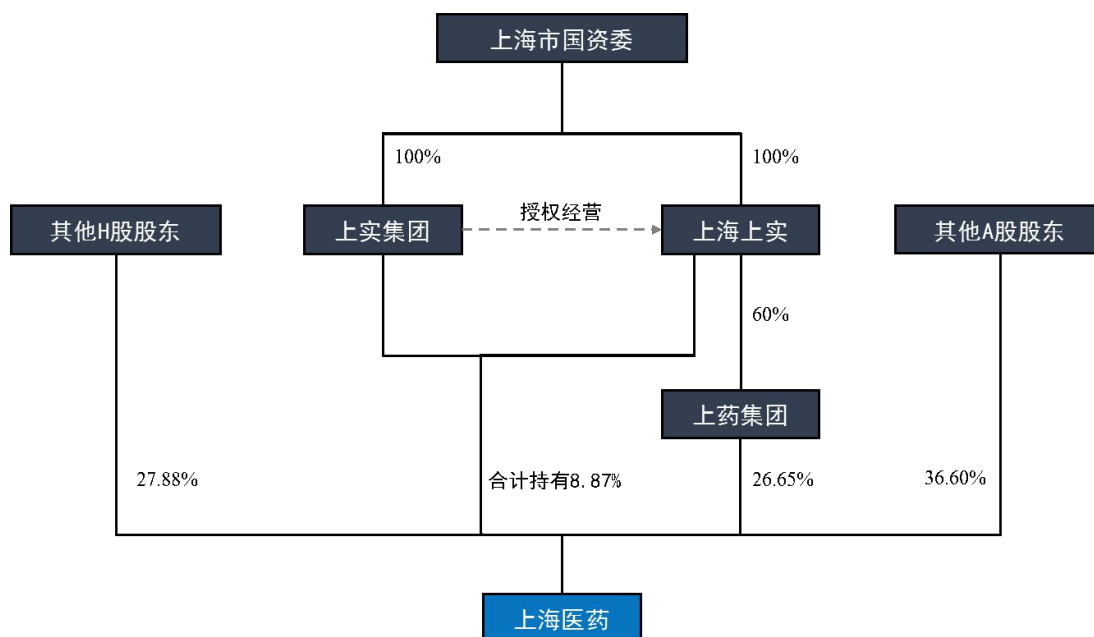 上海市国资委
100%
100%
其他H股股东
上实集团
授权经营
上海上实
其他A股股东
60%
上药集团
27.88%
合计持有8.87%
26.65%
36.60%
上海医药